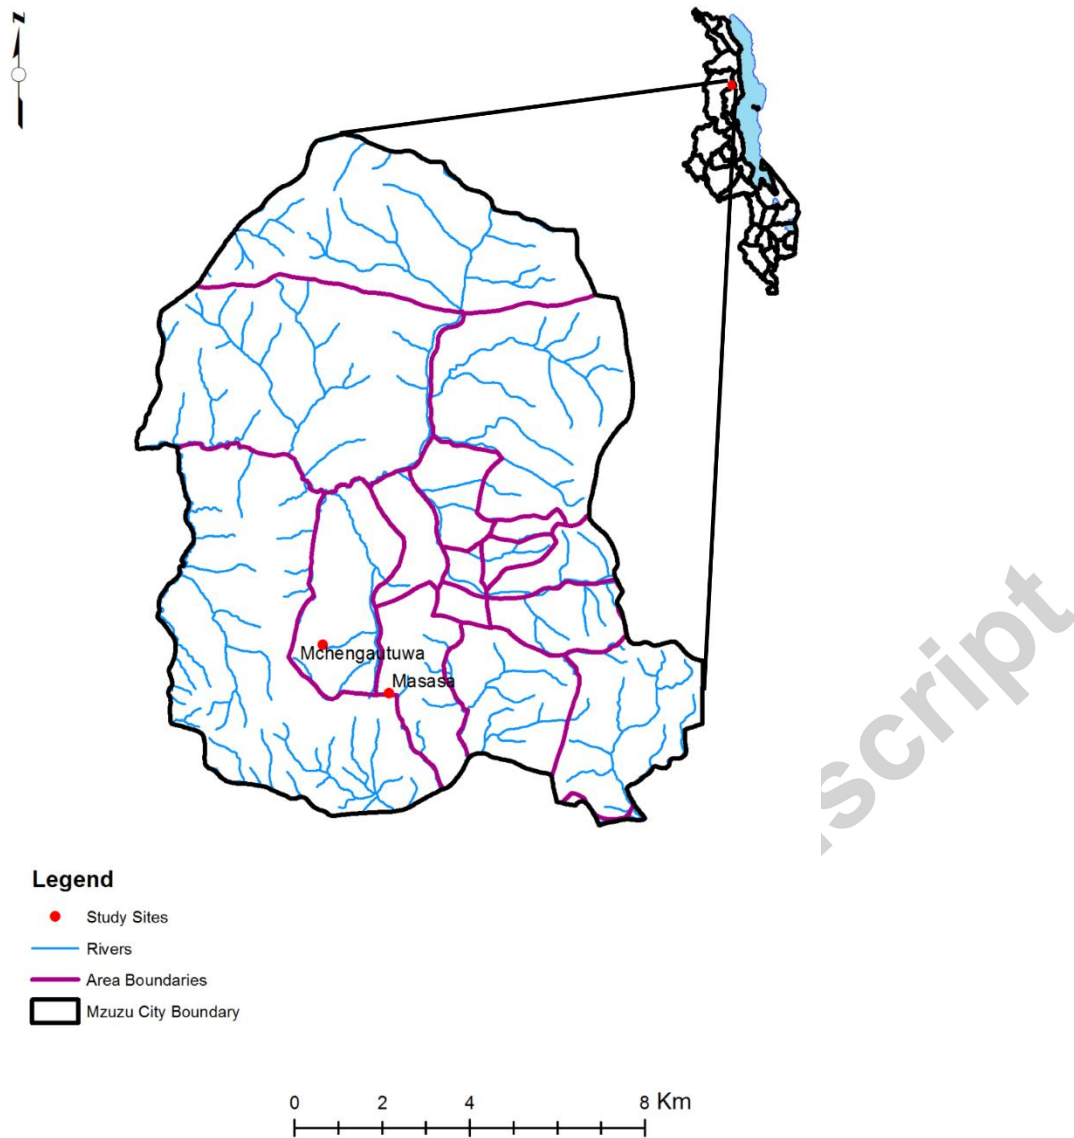 z
Mchengautuwa
Masasa
script
Legend
Study Sites
Rivers
Area Boundaries
Mzuzu City Boundary
0 2 4 8 Km